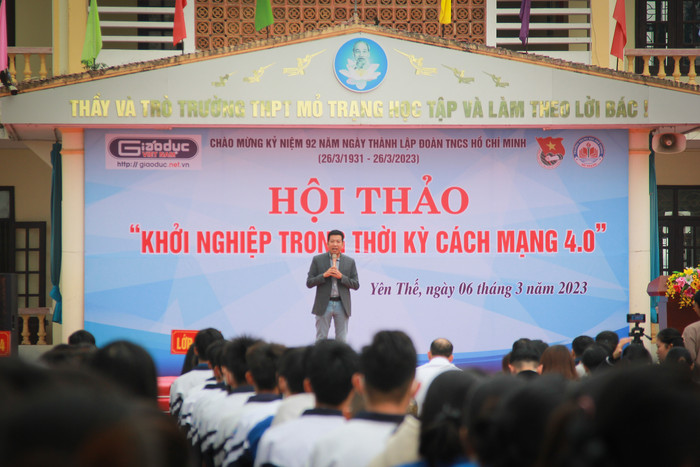 THẦY VÀ TRÒ TRƯỜNG THPT MỎ TRẠNG HỌC TẬP VÀ LÀM THEO LỜI BÁC !
Giaoduc
VIỆT NAM
http://giaoduc.net.vn
CHÀO MỪNG KỶ NIỆM 92 NĂM NGÀY THÀNH LẬP ĐOÀN TNCS HỒ CHÍ MINH
(26/3/1931 - 26/3/2023)
HỘI THẢO
“KHỞI NGHIỆP TRONG THỜI KỲ CÁCH MẠNG 4.0”
Yên Thế, ngày 06 tháng 3 năm 2023
LỚP